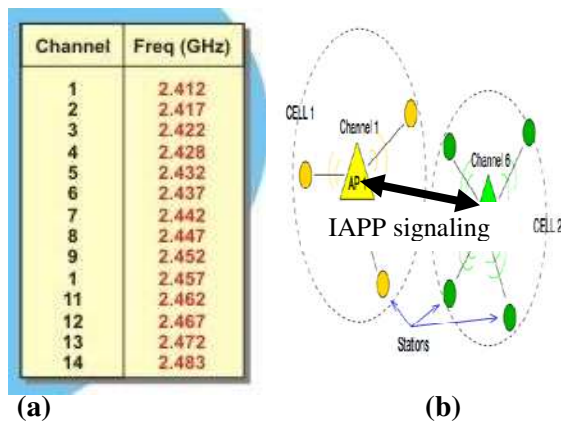 Channel Freq (GHz)
1 2.412
2 2.417
3 2.422
4 2.428
5 2.432
6 2.437
7 2.442
8 2.447
9 2.452
1 2.457
11 2.462
12 2.467
13 2.472
14 2.483
(a)
CELL 1
Channel 1
AP 1
Channel 6
IAPP signaling
CELL 2
Stations
(b)